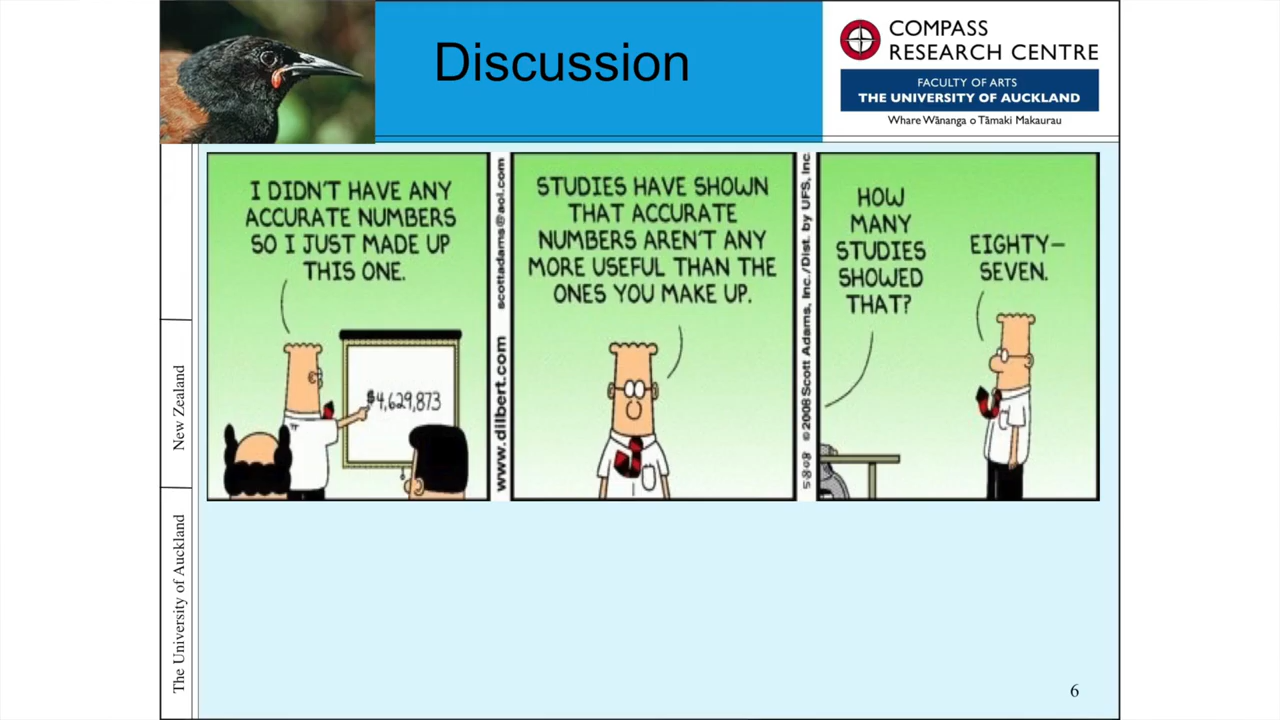 Discussion
COMPASS
RESEARCH CENTRE
FACULTY OF ARTS
THE UNIVERSITY OF AUCKLAND
Whare Wānanga o Tāmaki Makaurau
I DIDN'T HAVE ANY
ACCURATE NUMBERS
SO I JUST MADE UP
THIS ONE.
$4,629,873
www.dilbert.com scottadams@aol.com
STUDIES HAVE SHOWN
THAT ACCURATE
NUMBERS AREN'T ANY
MORE USEFUL THAN THE
ONES YOU MAKE UP.
5-8-08 ©2008 Scott Adams, Inc./Dist. by UFS, Inc.
HOW
MANY
STUDIES
SHOWED
THAT?
EIGHTY-
SEVEN.
New Zealand
The University of Auckland
6